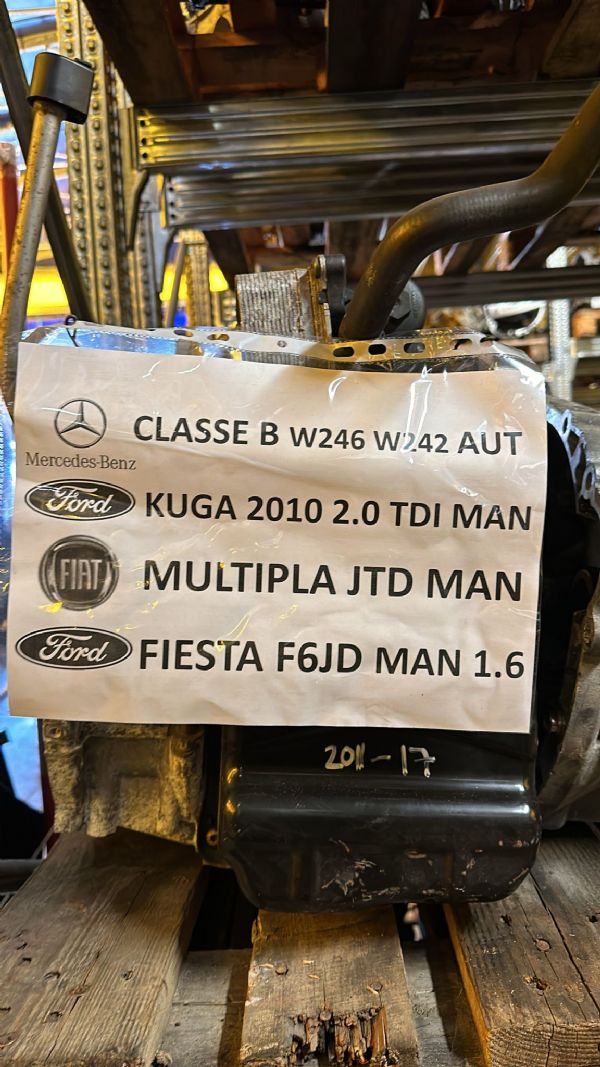 CLASSE B W246 W242 AUT
Mercedes-Benz
Ford KUGA 2010 2.0 TDI MAN
FIAT MULTIPLA JTD MAN
Ford FIESTA F6JD MAN 1.6
2011-17